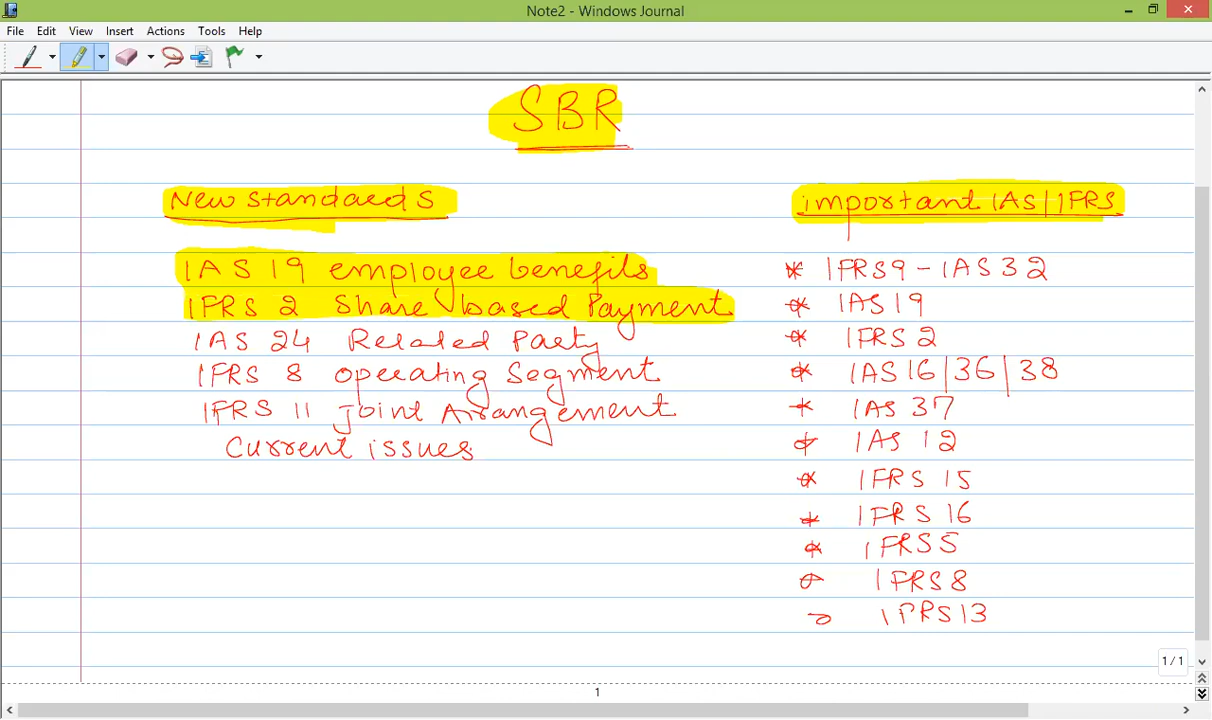 Note2 - Windows Journal
File Edit View Insert Actions Tools Help
SBR
New standards
IAS 19 employee benefits
IFRS 2 Share based Payment
IAS 24 Related Party
IFRS 8 Operating Segment
IFRS 11 Joint Arrangement
Current issues
important IAS|IFRS
* IFRS9 - IAS 32
* IAS 19
* IFRS 2
* IAS 16|36|38
* IAS 37
* IAS 12
* IFRS 15
* IFRS 16
* IFRS 5
IFRS 8
IFRS 13
1 / 1
1